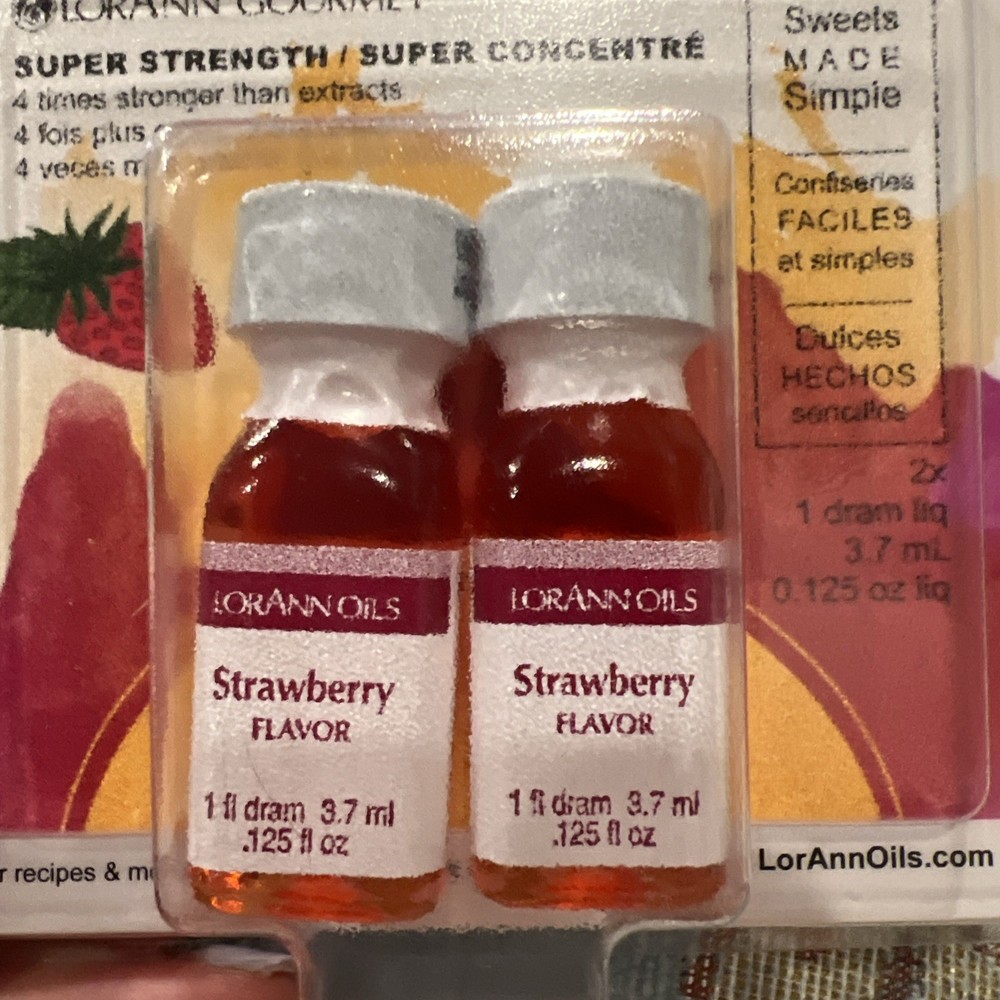 LORANN GOURMET
SUPER STRENGTH / SUPER CONCENTRÉ
4 times stronger than extracts
4 fois plus
4 veces
Sweets
MADE
Simple
Confiseries
FACILES
et simples
Dulces
HECHOS
sencillos
2x
1 dram liq
3.7 mL
0.125 oz liq
LORANN OILS
Strawberry
FLAVOR
1 fl dram 3.7 ml
.125 fl oz
LORANN OILS
Strawberry
FLAVOR
1 fl dram 3.7 ml
.125 fl oz
recipes &
LorAnnOils.com